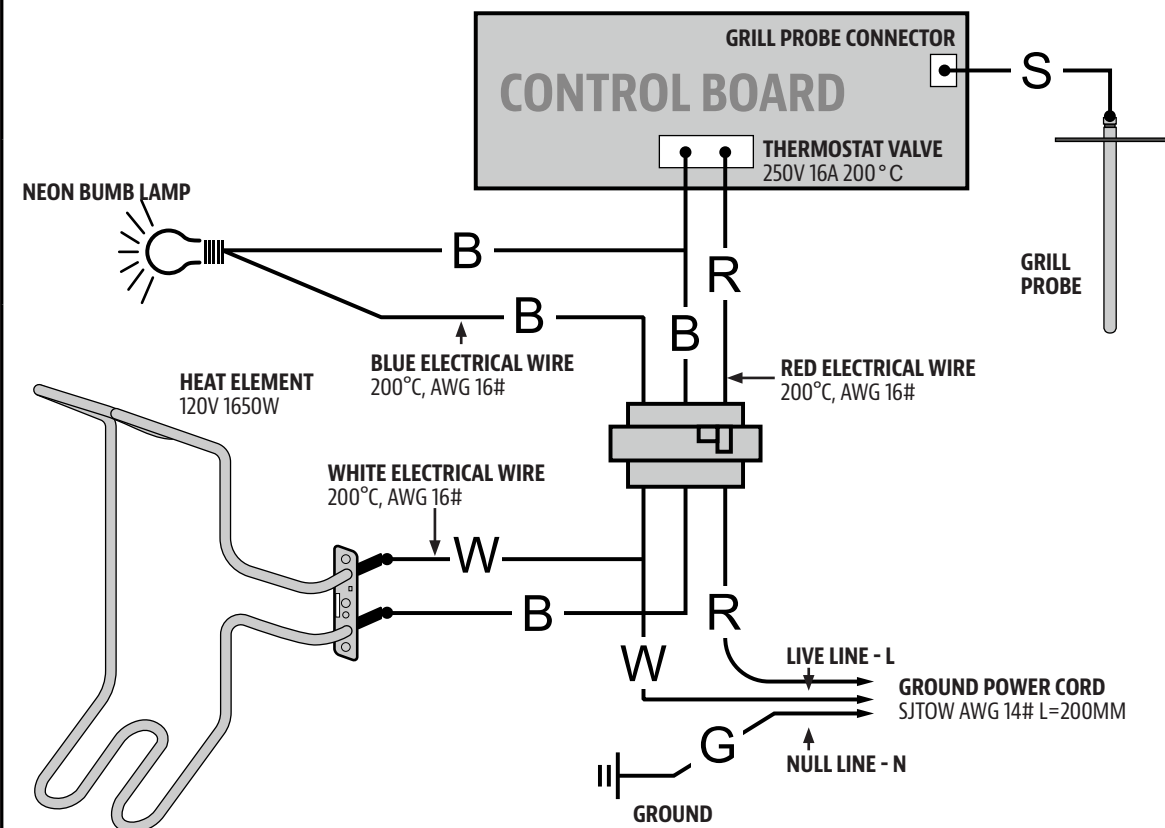 GRILL PROBE CONNECTOR
CONTROL BOARD
S
THERMOSTAT VALVE
250V 16A 200°C
NEON BUMB LAMP
B
R
GRILL
PROBE
B
B
BLUE ELECTRICAL WIRE
200°C, AWG 16#
RED ELECTRICAL WIRE
200°C, AWG 16#
HEAT ELEMENT
120V 1650W
WHITE ELECTRICAL WIRE
200°C, AWG 16#
W
B
R
W
LIVE LINE - L
GROUND POWER CORD
SJTOW AWG 14# L=200MM
G
NULL LINE - N
GROUND